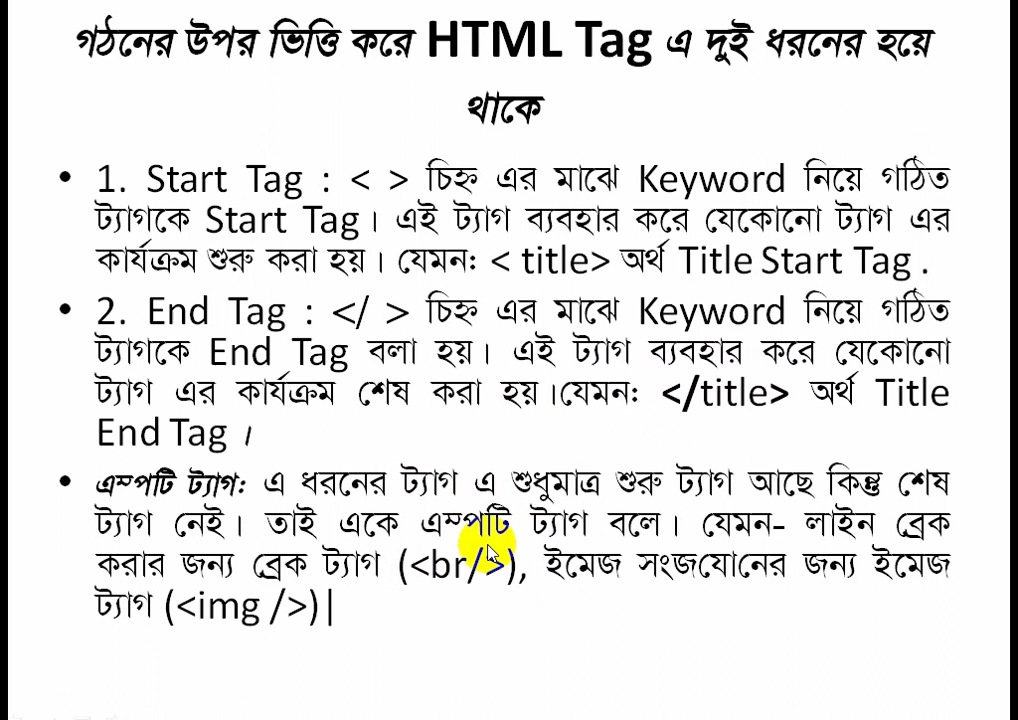 গঠনের উপর ভিত্তি করে HTML Tag এ দুই ধরনের হয়ে
থাকে
• 1. Start Tag : < > চিহ্ন এর মাঝে Keyword নিয়ে গঠিত
ট্যাগকে Start Tag। এই ট্যাগ ব্যবহার করে যেকোনো ট্যাগ এর
কার্যক্রম শুরু করা হয়। যেমনঃ < title> অর্থ Title Start Tag .
• 2. End Tag : </ > চিহ্ন এর মাঝে Keyword নিয়ে গঠিত
ট্যাগকে End Tag বলা হয়। এই ট্যাগ ব্যবহার করে যেকোনো
ট্যাগ এর কার্যক্রম শেষ করা হয়।যেমনঃ </title> অর্থ Title
End Tag ।
• এম্পটি ট্যাগঃ এ ধরনের ট্যাগ এ শুধুমাত্র শুরু ট্যাগ আছে কিন্তু শেষ
ট্যাগ নেই। তাই একে এম্পটি ট্যাগ বলে। যেমন- লাইন ব্রেক
করার জন্য ব্রেক ট্যাগ (<br/>), ইমেজ সংজযোনের জন্য ইমেজ
ট্যাগ (<img />)|